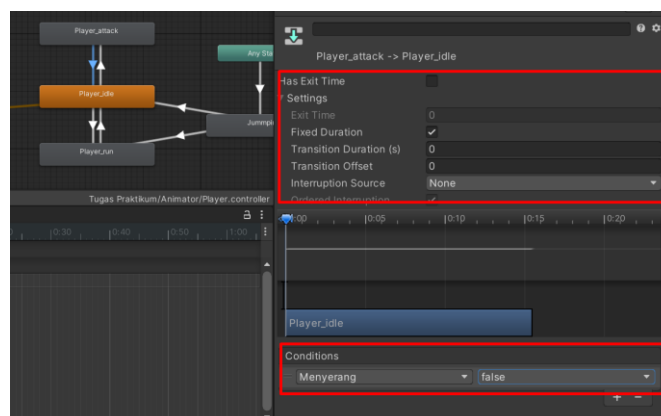 Player_attack
Any Sta
Player_idle
Jummpi
Player_run
Tugas Praktikum/Animator/Player.controller
0:30
0:40
0:50
1:00
Player_attack -> Player_idle
Has Exit Time
Settings
Exit Time 0
Fixed Duration
Transition Duration (s) 0
Transition Offset 0
Interruption Source None
Ordered Interruption
:00 0:05 0:10 0:15 0:20
Player_idle
Conditions
Menyerang false
+ -